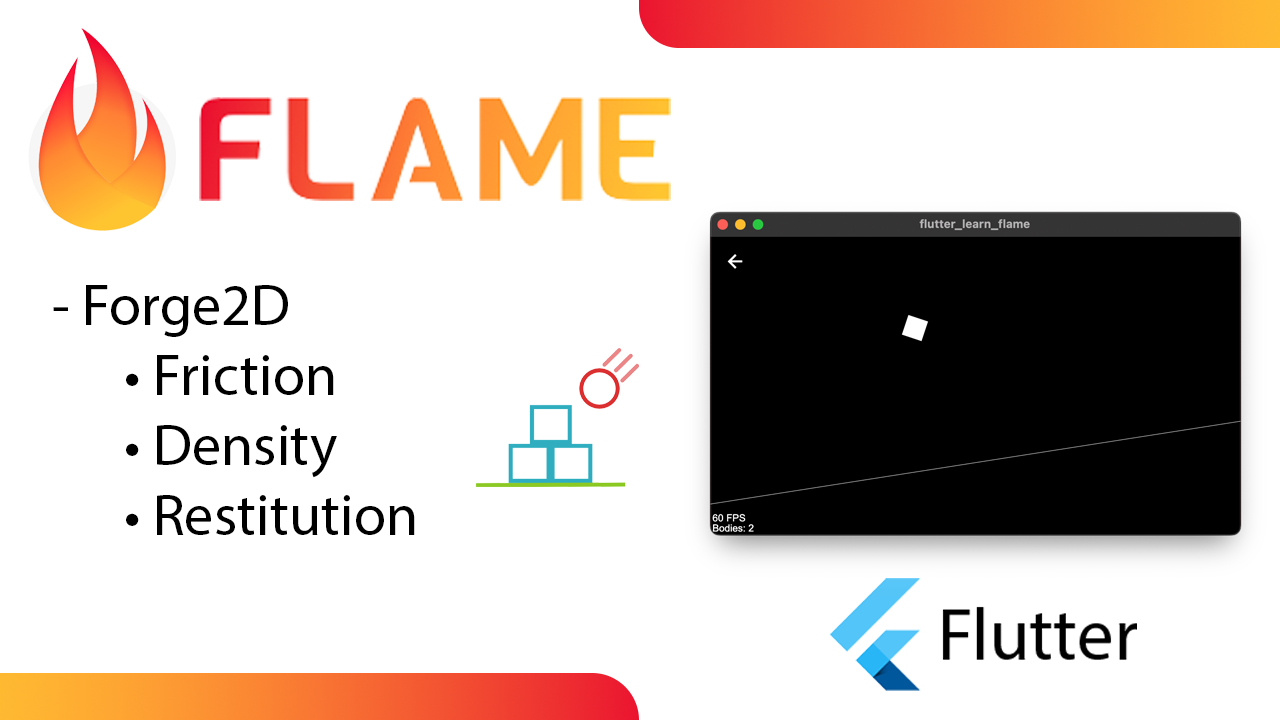 FLAME
- Forge2D
• Friction
• Density
• Restitution
flutter_learn_flame
60 FPS
Bodies: 2
Flutter